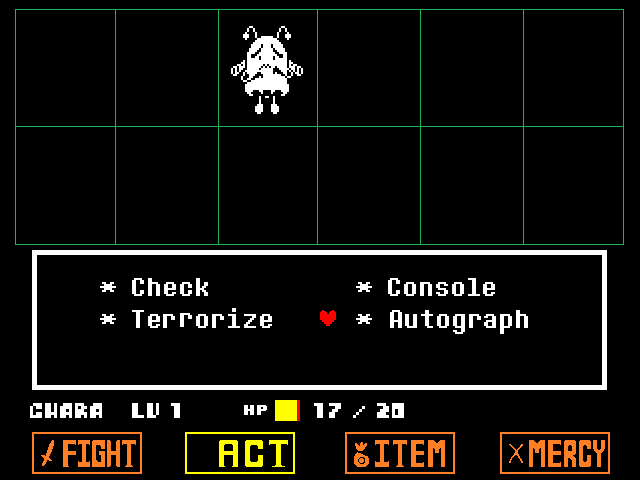 * Check * Console
* Terrorize * Autograph
CHARA LV 1 HP 17 / 20
FIGHT ACT ITEM MERCY